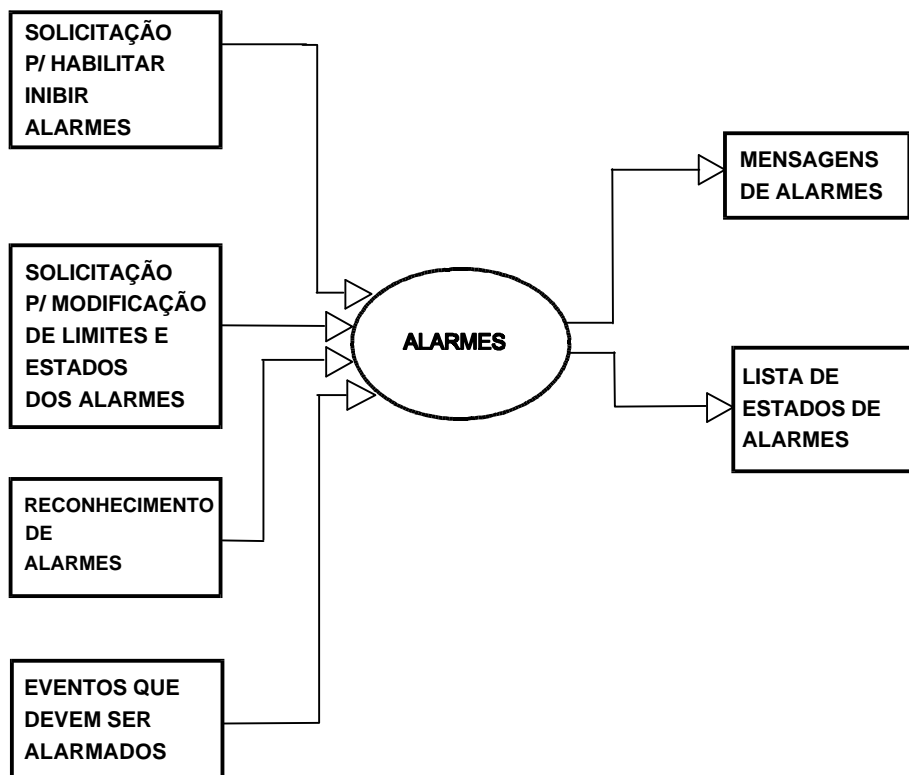 SOLICITAÇÃO
P/ HABILITAR
INIBIR
ALARMES
SOLICITAÇÃO
P/ MODIFICAÇÃO
DE LIMITES E
ESTADOS
DOS ALARMES
RECONHECIMENTO
DE
ALARMES
EVENTOS QUE
DEVEM SER
ALARMADOS
ALARMES
MENSAGENS
DE ALARMES
LISTA DE
ESTADOS DE
ALARMES